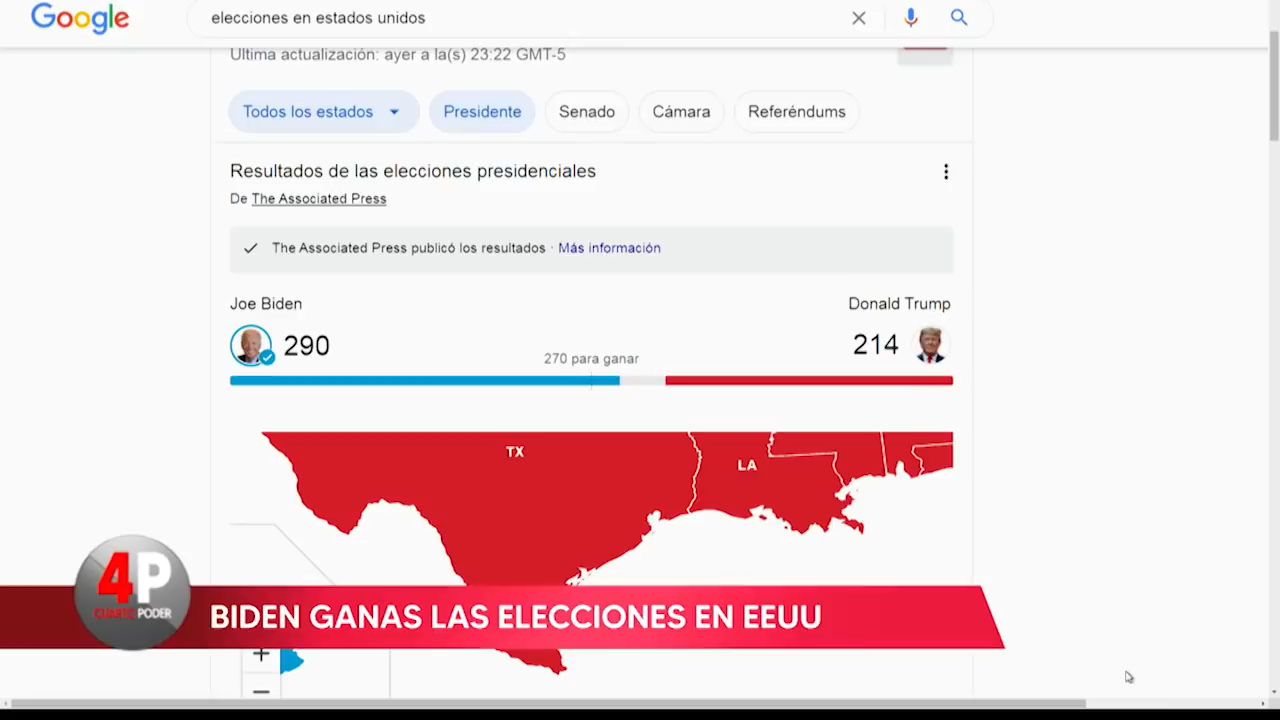 Google
elecciones en estados unidos
Última actualización: ayer a la(s) 23:22 GMT-5
Todos los estados
Presidente
Senado
Cámara
Referéndums
Resultados de las elecciones presidenciales
De The Associated Press
The Associated Press publicó los resultados · Más información
Joe Biden
Donald Trump
290
214
270 para ganar
TX
LA
4P
CUARTO PODER
BIDEN GANAS LAS ELECCIONES EN EEUU